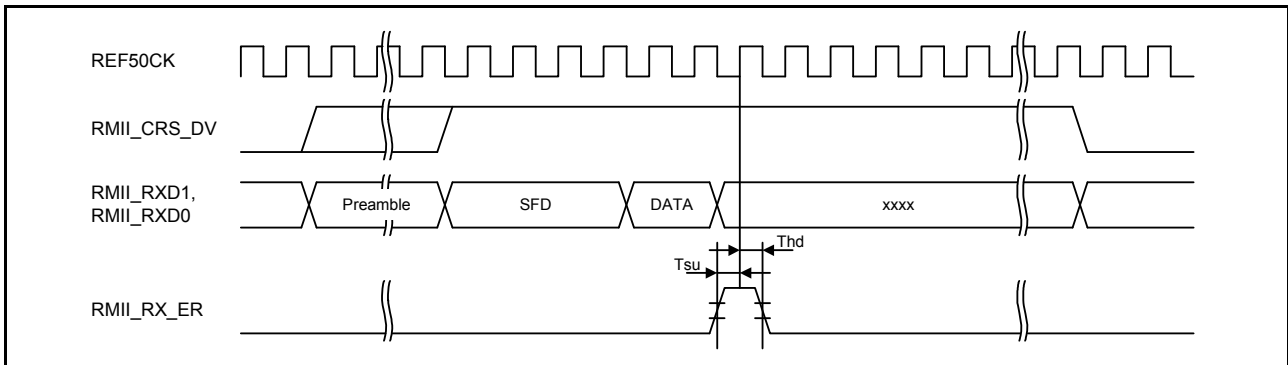 REF50CK
RMII_CRS_DV
RMII_RXD1,
RMII_RXD0
Preamble
SFD
DATA
xxxx
Thd
Tsu
RMII_RX_ER